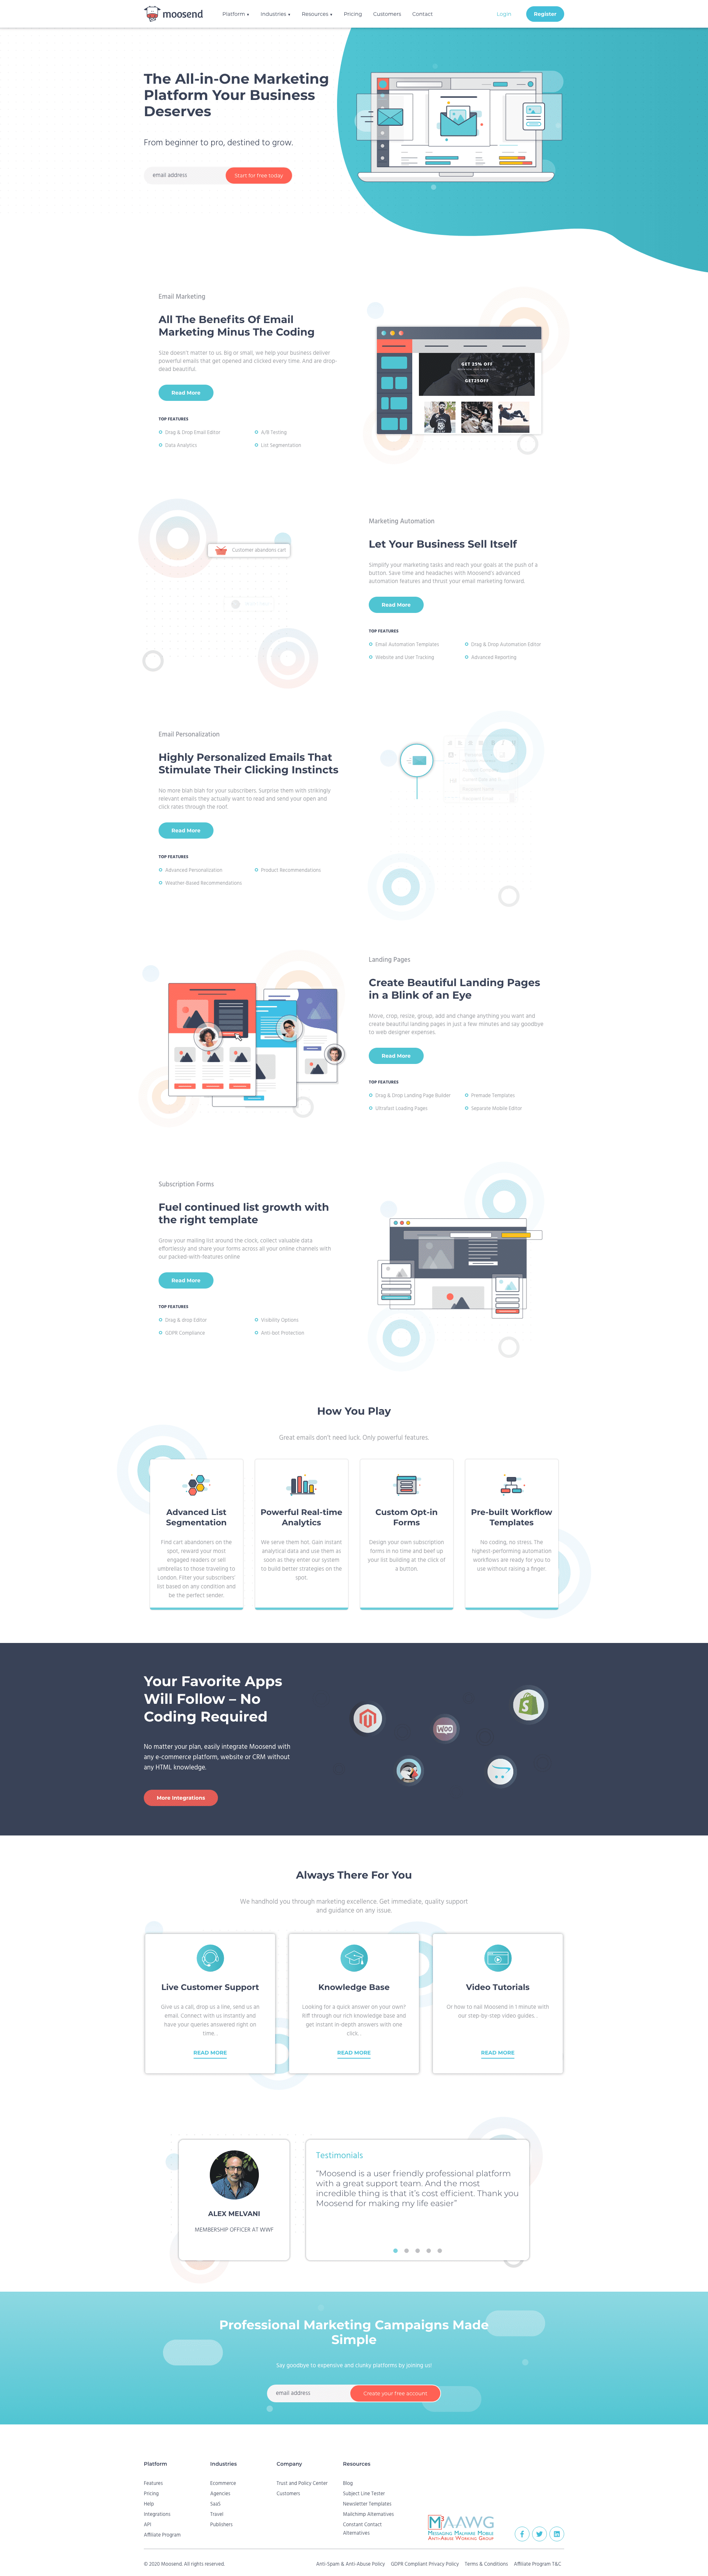 moosend
Platform ▾ Industries ▾ Resources ▾ Pricing Customers Contact Login Register
The All-in-One Marketing
Platform Your Business
Deserves
From beginner to pro, destined to grow.
email address Start for free today
Email Marketing
All The Benefits Of Email
Marketing Minus The Coding
Size doesn't matter to us. Big or small, we help your business deliver
powerful emails that get opened and clicked every time. And are drop-
dead beautiful.
Read More
TOP FEATURES
Drag & Drop Email Editor A/B Testing
Data Analytics List Segmentation
GET 25% OFF
GET25OFF
Customer abandons cart
Marketing Automation
Let Your Business Sell Itself
Simplify your marketing tasks and reach your goals at the push of a
button. Save time and headaches with Moosend's advanced
automation features and thrust your email marketing forward.
Read More
TOP FEATURES
Email Automation Templates Drag & Drop Automation Editor
Website and User Tracking Advanced Reporting
Email Personalization
Highly Personalized Emails That
Stimulate Their Clicking Instincts
No more blah blah for your subscribers. Surprise them with strikingly
relevant emails they actually want to read and send your open and
click rates through the roof.
Read More
TOP FEATURES
Advanced Personalization Product Recommendations
Weather-Based Recommendations
Landing Pages
Create Beautiful Landing Pages
in a Blink of an Eye
Move, crop, resize, group, add and change anything you want and
create beautiful landing pages in just a few minutes and say goodbye
to web designer expenses.
Read More
TOP FEATURES
Drag & Drop Landing Page Builder Premade Templates
Ultrafast Loading Pages Separate Mobile Editor
Subscription Forms
Fuel continued list growth with
the right template
Grow your mailing list around the clock, collect valuable data
effortlessly and share your forms across all your online channels with
our packed-with-features online
Read More
TOP FEATURES
Drag & drop Editor Visibility Options
GDPR Compliance Anti-bot Protection
How You Play
Great emails don't need luck. Only powerful features.
Advanced List
Segmentation
Find cart abandoners on the
spot, reward your most
engaged readers or sell
umbrellas to those traveling to
London. Filter your subscribers'
list based on any condition and
be the perfect sender.
Powerful Real-time
Analytics
We serve them hot. Gain instant
analytical data and use them as
soon as they enter our system
to build better strategies on the
spot.
Custom Opt-in
Forms
Design your own subscription
forms in no time and beef up
your list building at the click of
a button.
Pre-built Workflow
Templates
No coding, no stress. The
highest-performing automation
workflows are ready for you to
use without raising a finger.
Your Favorite Apps
Will Follow – No
Coding Required
No matter your plan, easily integrate Moosend with
any e-commerce platform, website or CRM without
any HTML knowledge.
More Integrations
WOO
Always There For You
We handhold you through marketing excellence. Get immediate, quality support
and guidance on any issue.
Live Customer Support
Give us a call, drop us a line, send us an
email. Connect with us instantly and
have your queries answered right on
time...
READ MORE
Knowledge Base
Looking for a quick answer on your own?
Riff through our rich knowledge base and
get instant in-depth answers with one
click...
READ MORE
Video Tutorials
Or how to nail Moosend in 1 minute with
our step-by-step video guides...
READ MORE
ALEX MELVANI
MEMBERSHIP OFFICER AT WWF
Testimonials
"Moosend is a user friendly professional platform
with a great support team. And the most
incredible thing is that it's cost efficient. Thank you
Moosend for making my life easier"
Professional Marketing Campaigns Made
Simple
Say goodbye to expensive and clunky platforms by joining us!
email address Create your free account
Platform
Features
Pricing
Help
Integrations
API
Affiliate Program
Industries
Ecommerce
Agencies
SaaS
Travel
Publishers
Company
Trust and Policy Center
Customers
Resources
Blog
Subject Line Tester
Newsletter Templates
Mailchimp Alternatives
Constant Contact
Alternatives
M3AAWG
Messaging Malware Mobile
Anti-Abuse Working Group
© 2020 Moosend. All rights reserved. Anti-Spam & Anti-Abuse Policy GDPR Compliant Privacy Policy Terms & Conditions Affiliate Program T&C